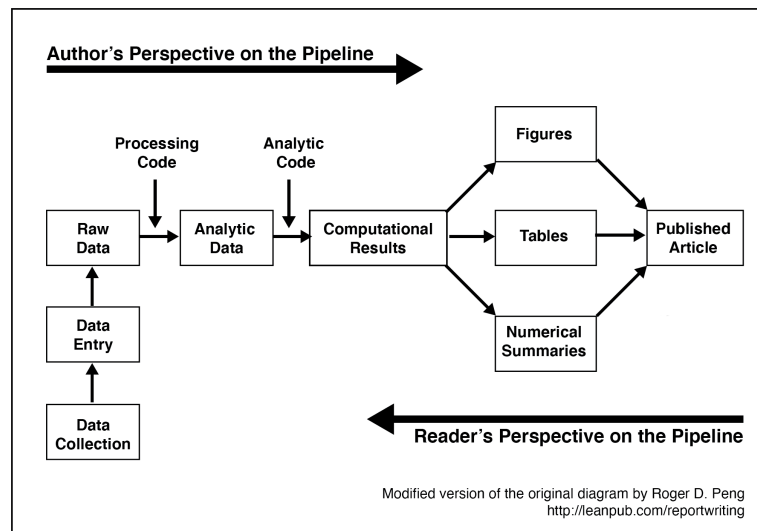 Author's Perspective on the Pipeline
Processing
Code
Analytic
Code
Figures
Raw
Data
Analytic
Data
Computational
Results
Tables
Published
Article
Data
Entry
Numerical
Summaries
Data
Collection
Reader's Perspective on the Pipeline
Modified version of the original diagram by Roger D. Peng
http://leanpub.com/reportwriting